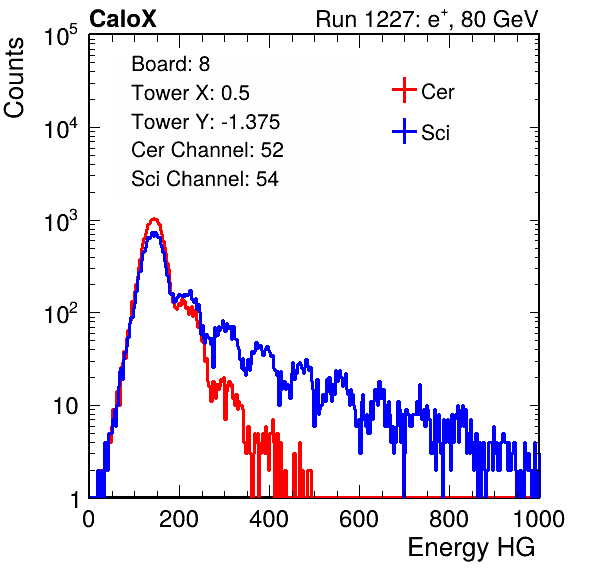 CaloX Run 1227: e⁺, 80 GeV
Board: 8
Tower X: 0.5
Tower Y: -1.375
Cer Channel: 52
Sci Channel: 54
Cer
Sci
Counts
10⁵
10⁴
10³
10²
10
1
0 200 400 600 800 1000
Energy HG